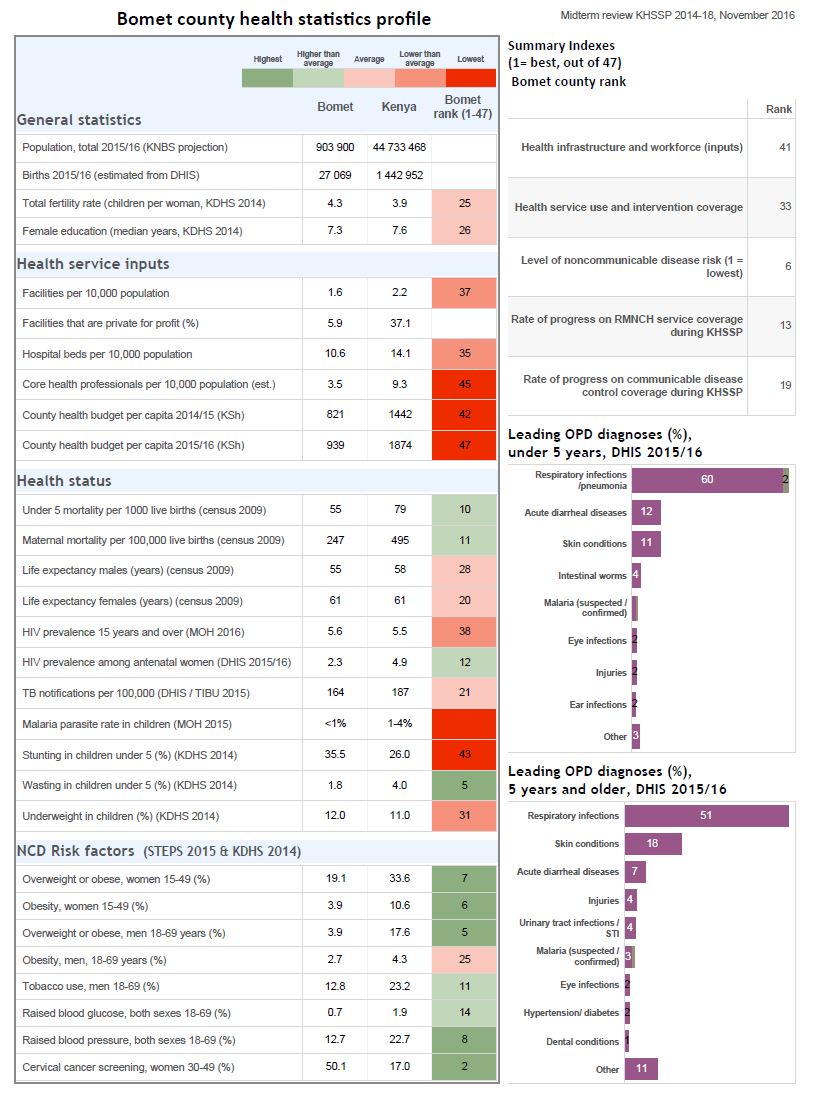 Bomet county health statistics profile
Midterm review KHSSP 2014-18, November 2016
Highest
Higher than average
Average
Lower than average
Lowest
Bomet Kenya Bomet rank (1-47)
General statistics
Population, total 2015/16 (KNBS projection) 903 900 44 733 468
Births 2015/16 (estimated from DHIS) 27 069 1 442 952
Total fertility rate (children per woman, KDHS 2014) 4.3 3.9 25
Female education (median years, KDHS 2014) 7.3 7.6 26
Health service inputs
Facilities per 10,000 population 1.6 2.2 37
Facilities that are private for profit (%) 5.9 37.1
Hospital beds per 10,000 population 10.6 14.1 35
Core health professionals per 10,000 population (est.) 3.5 9.3 45
County health budget per capita 2014/15 (KSh) 821 1442 42
County health budget per capita 2015/16 (KSh) 939 1874 47
Health status
Under 5 mortality per 1000 live births (census 2009) 55 79 10
Maternal mortality per 100,000 live births (census 2009) 247 495 11
Life expectancy males (years) (census 2009) 55 58 28
Life expectancy females (years) (census 2009) 61 61 20
HIV prevalence 15 years and over (MOH 2016) 5.6 5.5 38
HIV prevalence among antenatal women (DHIS 2015/16) 2.3 4.9 12
TB notifications per 100,000 (DHIS / TIBU 2015) 164 187 21
Malaria parasite rate in children (MOH 2015) <1% 1-4%
Stunting in children under 5 (%) (KDHS 2014) 35.5 26.0 43
Wasting in children under 5 (%) (KDHS 2014) 1.8 4.0 5
Underweight in children (%) (KDHS 2014) 12.0 11.0 31
NCD Risk factors (STEPS 2015 & KDHS 2014)
Overweight or obese, women 15-49 (%) 19.1 33.6 7
Obesity, women 15-49 (%) 3.9 10.6 6
Overweight or obese, men 18-69 years (%) 3.9 17.6 5
Obesity, men, 18-69 years (%) 2.7 4.3 25
Tobacco use, men 18-69 (%) 12.8 23.2 11
Raised blood glucose, both sexes 18-69 (%) 0.7 1.9 14
Raised blood pressure, both sexes 18-69 (%) 12.7 22.7 8
Cervical cancer screening, women 30-49 (%) 50.1 17.0 2
Summary Indexes
(1= best, out of 47)
Bomet county rank
Rank
Health infrastructure and workforce (inputs) 41
Health service use and intervention coverage 33
Level of noncommunicable disease risk (1 =
lowest) 6
Rate of progress on RMNCH service coverage
during KHSSP 13
Rate of progress on communicable disease
control coverage during KHSSP 19
Leading OPD diagnoses (%),
under 5 years, DHIS 2015/16
Respiratory infections
/pneumonia 60 2
Acute diarrheal diseases 12
Skin conditions 11
Intestinal worms 4
Malaria (suspected /
confirmed)
Eye infections 2
Injuries 2
Ear infections 2
Other 3
Leading OPD diagnoses (%),
5 years and older, DHIS 2015/16
Respiratory infections 51
Skin conditions 18
Acute diarrheal diseases 7
Injuries 4
Urinary tract infections /
STI 4
Malaria (suspected /
confirmed) 3
Eye infections 2
Hypertension/ diabetes 2
Dental conditions 1
Other 11